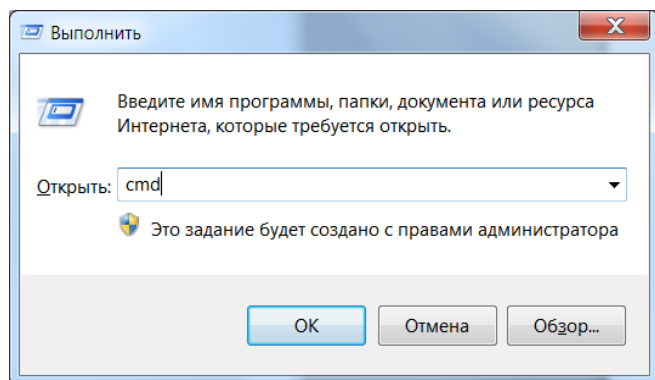 Выполнить
Введите имя программы, папки, документа или ресурса
Интернета, которые требуется открыть.
Открыть: cmd
Это задание будет создано с правами администратора
ОК Отмена Обзор...